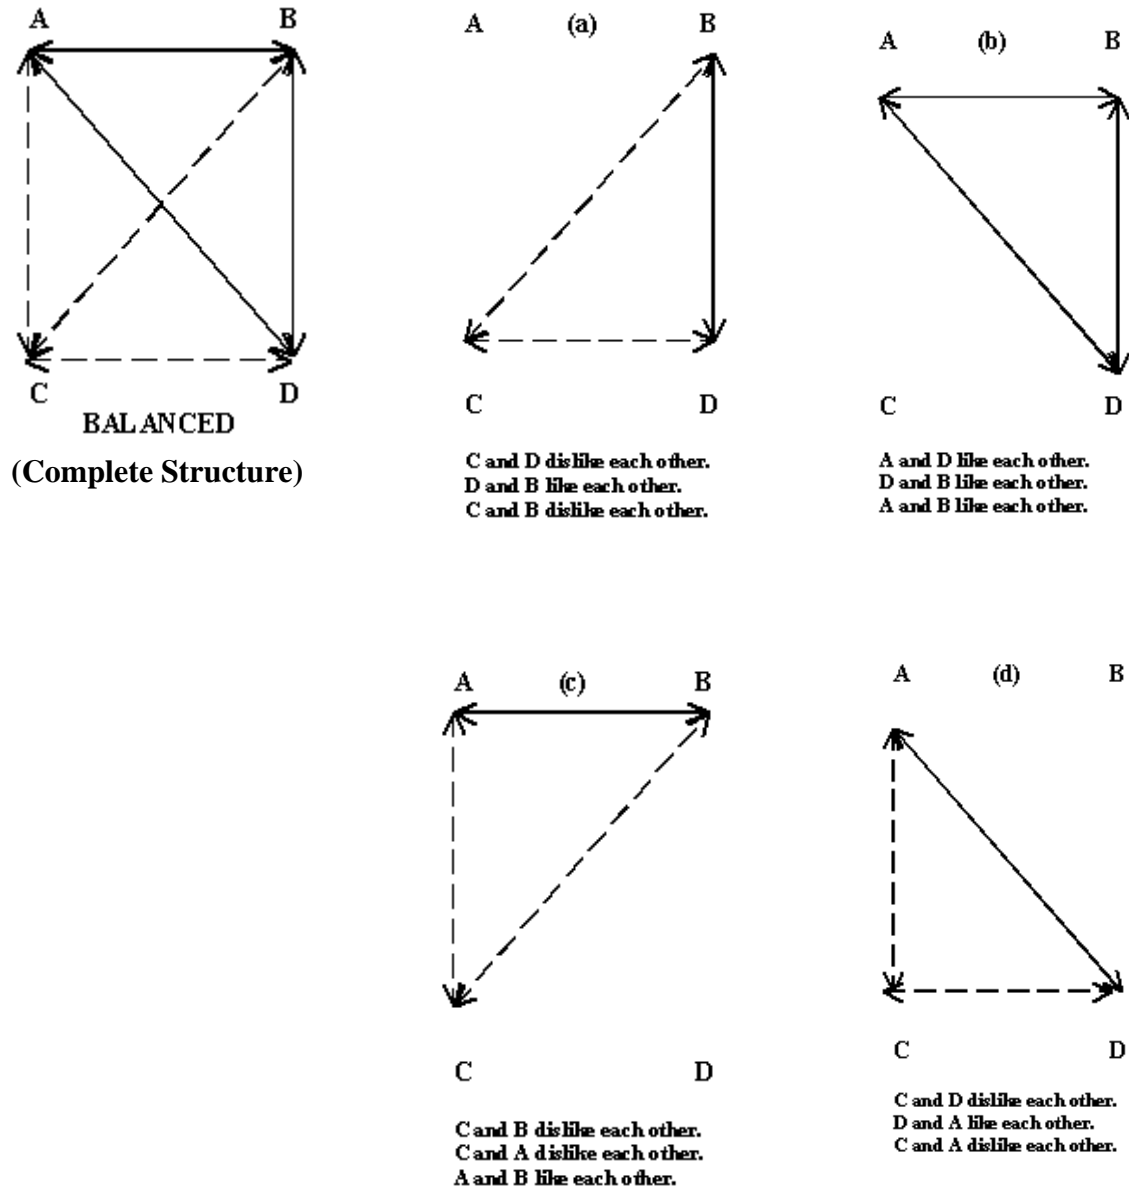 A B
C D
BALANCED
(Complete Structure)
A (a) B
C D
C and D dislike each other.
D and B like each other.
C and B dislike each other.
A (b) B
C D
A and D like each other.
D and B like each other.
A and B like each other.
A (c) B
C D
C and B dislike each other.
C and A dislike each other.
A and B like each other.
A (d) B
C D
C and D dislike each other.
D and A like each other.
C and A dislike each other.